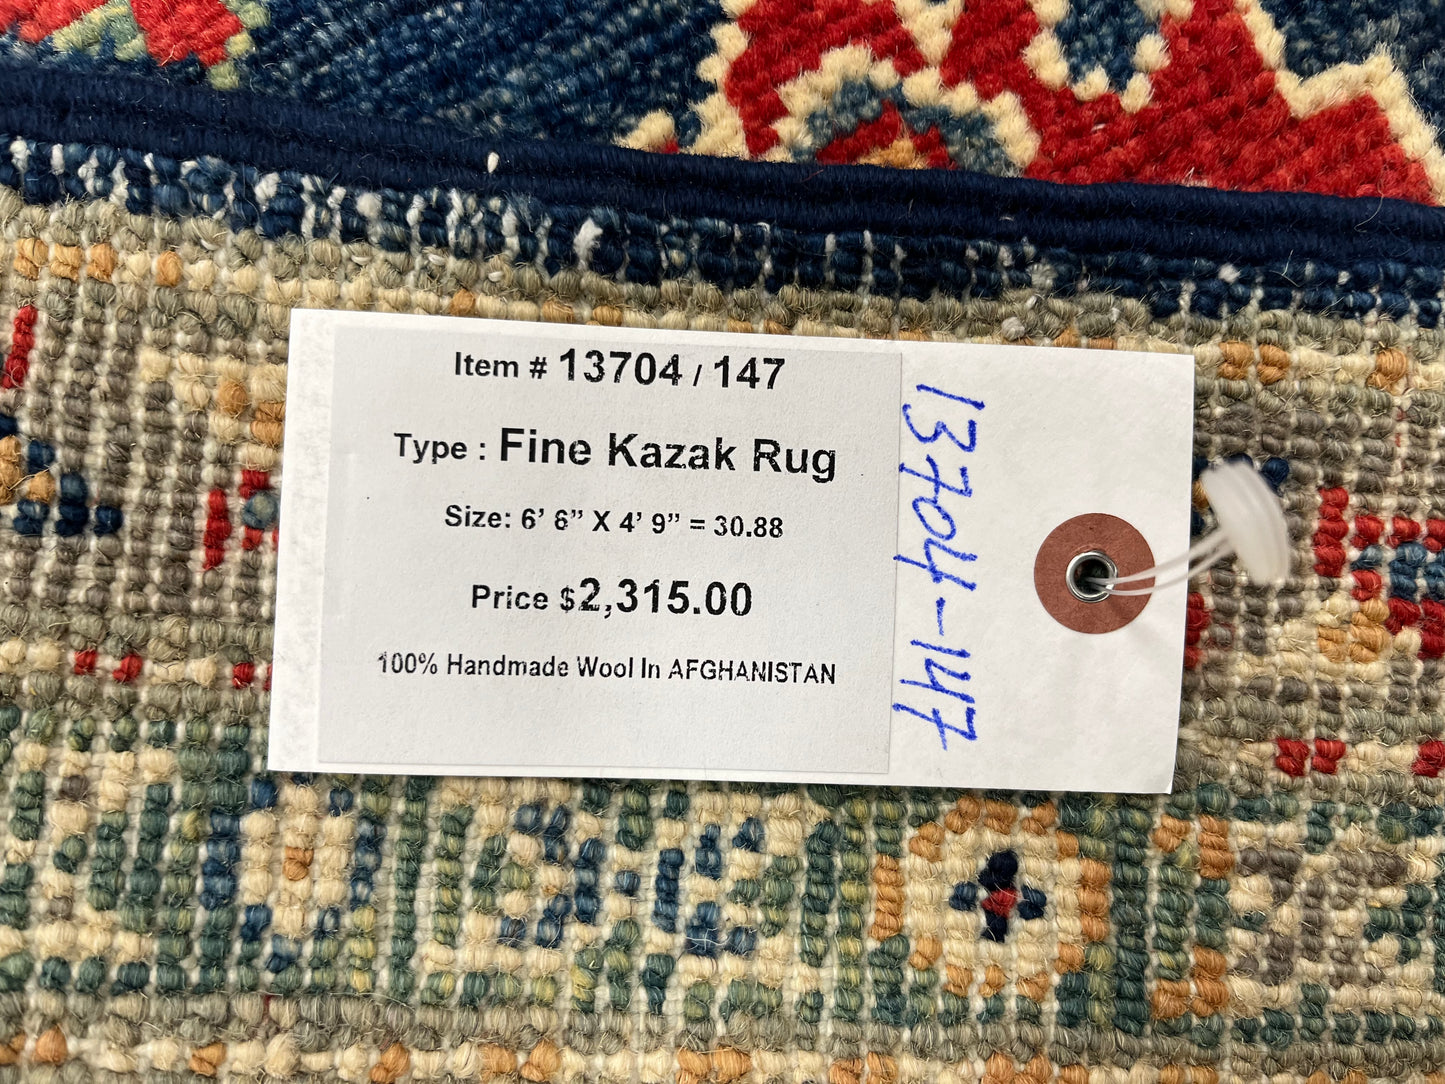 Item # 13704 / 147
Type : Fine Kazak Rug
Size: 6’ 6” X 4’ 9” = 30.88
Price $2,315.00
100% Handmade Wool In AFGHANISTAN
13704-147